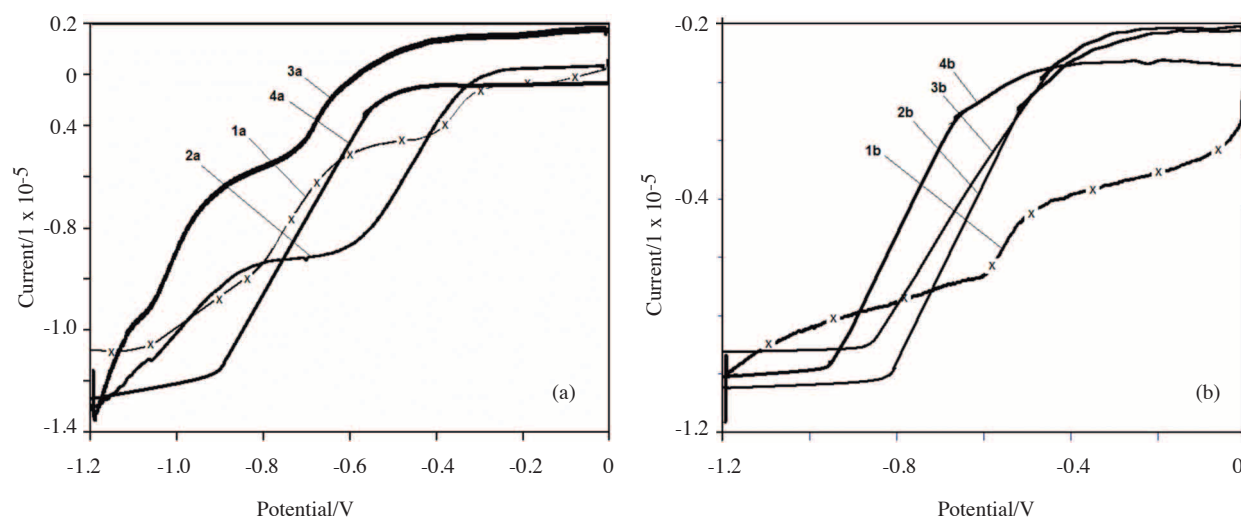 (a)
0.2
0
0.4
-0.6
-0.8
-1.0
-1.4
Current/1 x 10-5
3a
4a
1a
2a
x x x x x x x x x x x x x
-1.2 -1.0 -0.8 -0.6 -0.4 -0.2 0
Potential/V
(b)
-0.2
-0.4
-1.2
Current/1 x 10-5
4b
3b
2b
1b
x x x x x x x x
-1.2 -0.8 -0.4 0
Potential/V